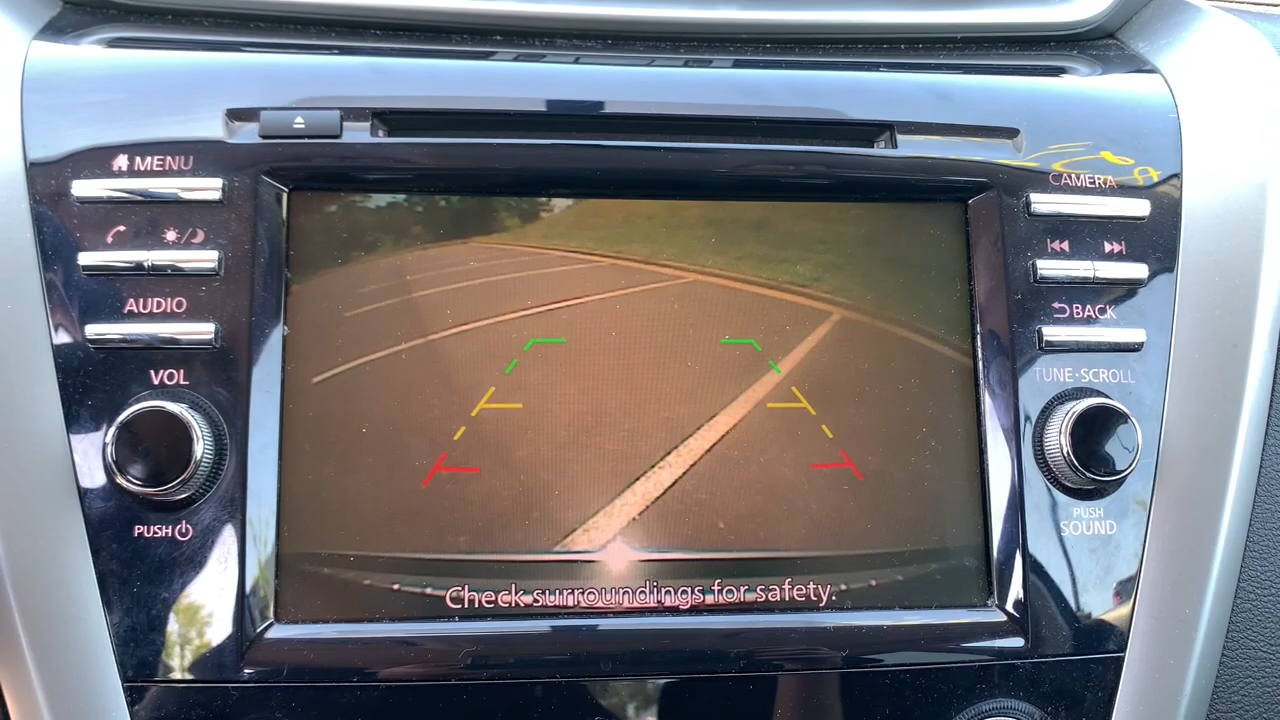 MENU
CAMERA
AUDIO
BACK
VOL
TUNE·SCROLL
PUSH
PUSH
SOUND
Check surroundings for safety.